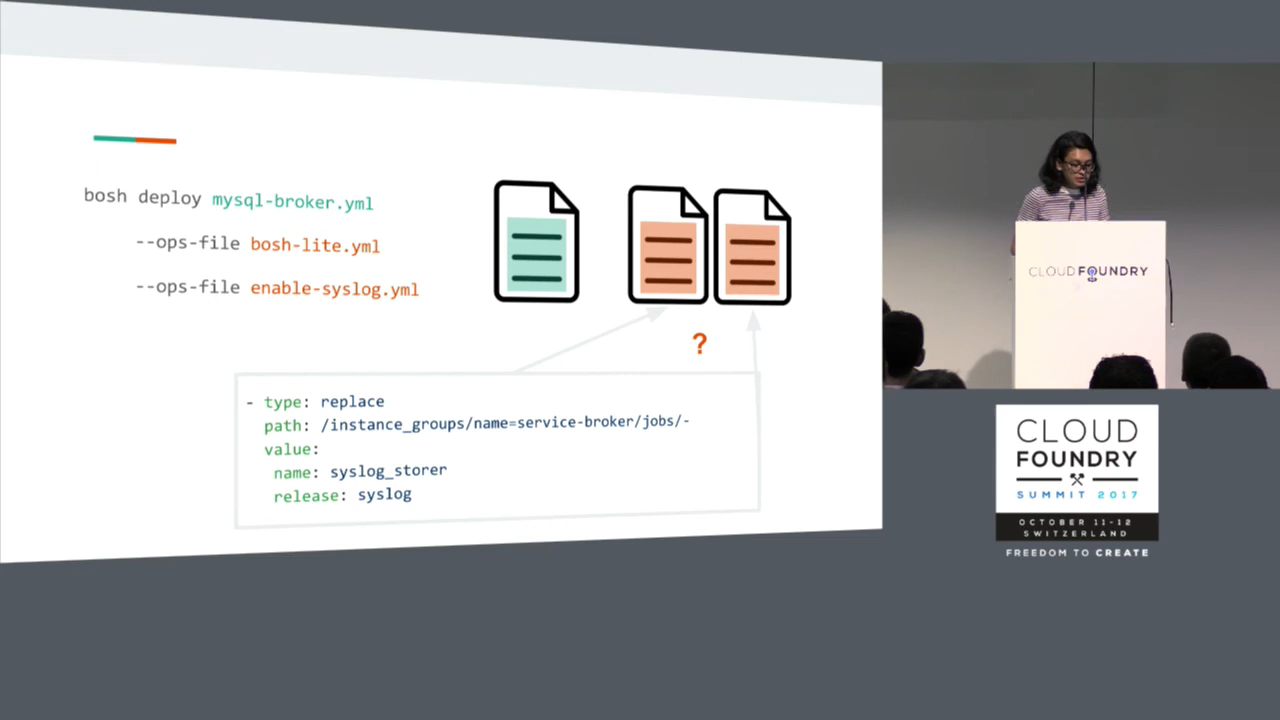 bosh deploy mysql-broker.yml
--ops-file bosh-lite.yml
--ops-file enable-syslog.yml
?
- type: replace
path: /instance_groups/name=service-broker/jobs/-
value:
name: syslog_storer
release: syslog
CLOUD FOUNDRY
CLOUD
FOUNDRY
SUMMIT 2017
OCTOBER 11-12
SWITZERLAND
FREEDOM TO CREATE